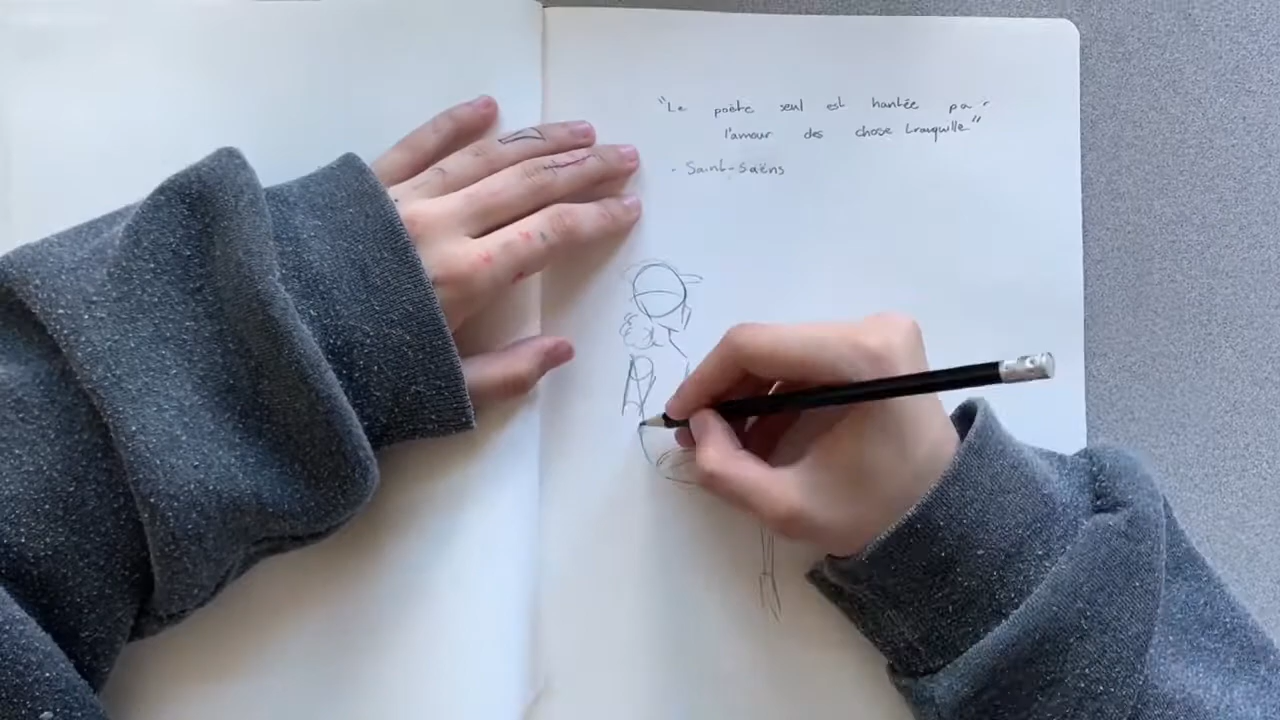 "Le poète seul est hantée par
l'amour des chose tranquille"
- Saint-Saëns